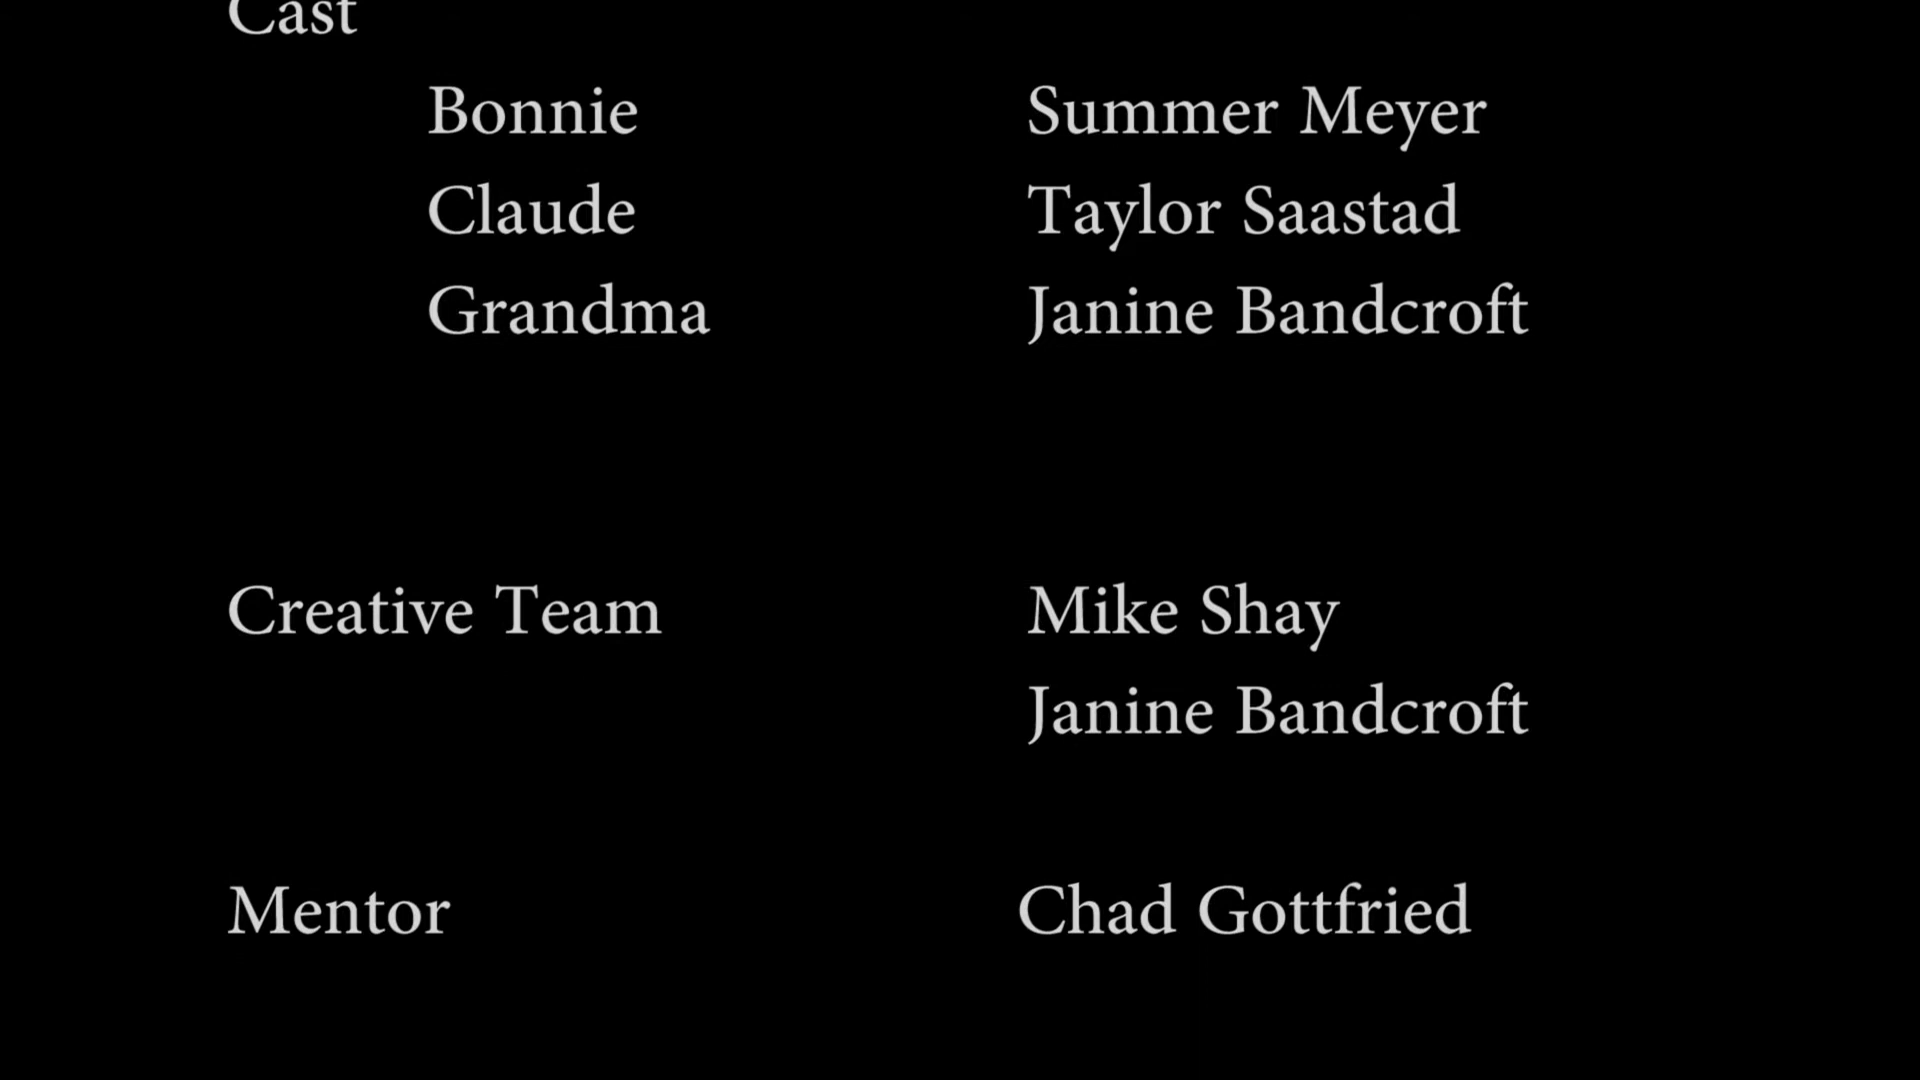 Cast
Bonnie Summer Meyer
Claude Taylor Saastad
Grandma Janine Bandcroft
Creative Team Mike Shay
Janine Bandcroft
Mentor Chad Gottfried